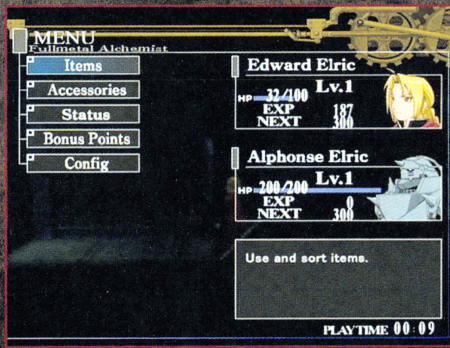 MENU
Fullmetal Alchemist
Items
Accessories
Status
Bonus Points
Config
Edward Elric
Lv.1
HP 32/100
EXP 187
NEXT 300
Alphonse Elric
Lv.1
HP 200/200
EXP 0
NEXT 300
Use and sort items.
PLAYTIME 00:09